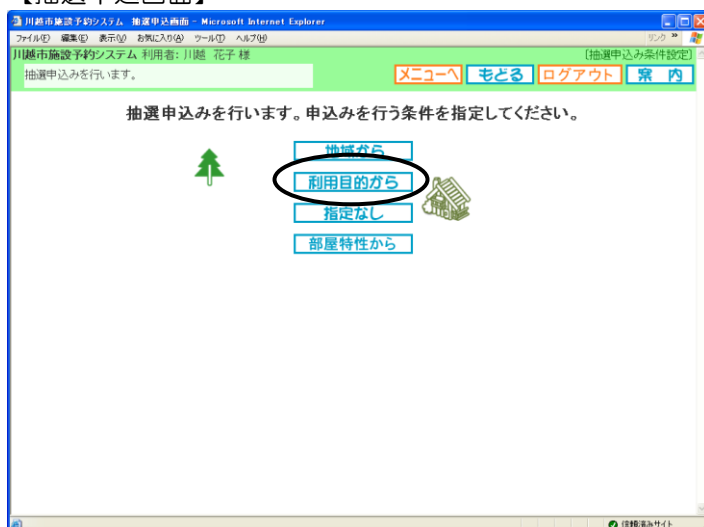 【抽選申込画面】
川越市施設予約システム 抽選申込画面 - Microsoft Internet Explorer
ファイル(F) 編集(E) 表示(V) お気に入り(A) ツール(T) ヘルプ(H) リンク »
川越市施設予約システム 利用者: 川越 花子 様 [抽選申込み条件設定]
抽選申込みを行います。 メニューへ もどる ログアウト 案 内
抽選申込みを行います。申込みを行う条件を指定してください。
地域から
利用目的から
指定なし
部屋特性から
信頼済みサイト